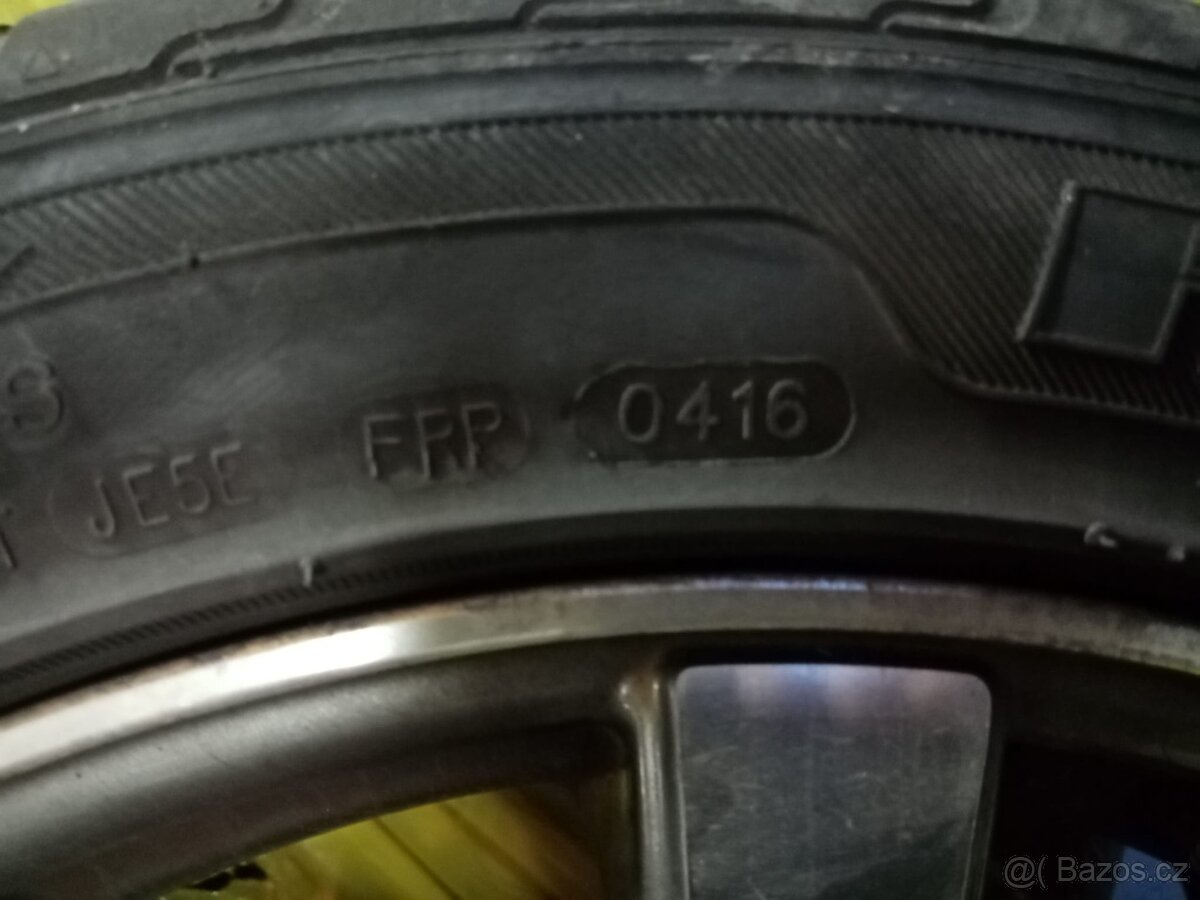 JE5E FRP 0416
@( Bazos.cz